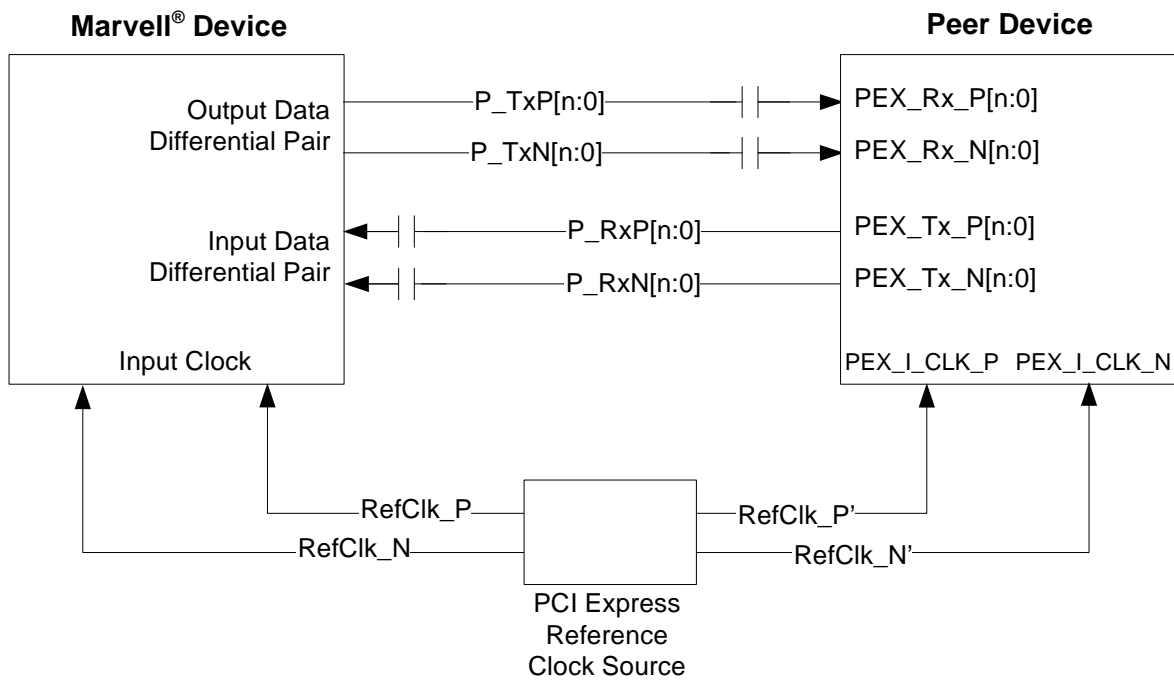 Marvell® Device
Peer Device
Output Data
Differential Pair
P_TxP[n:0]
PEX_Rx_P[n:0]
P_TxN[n:0]
PEX_Rx_N[n:0]
Input Data
Differential Pair
P_RxP[n:0]
PEX_Tx_P[n:0]
P_RxN[n:0]
PEX_Tx_N[n:0]
Input Clock
PEX_I_CLK_P
PEX_I_CLK_N
RefClk_P
RefClk_P’
RefClk_N
RefClk_N’
PCI Express
Reference
Clock Source